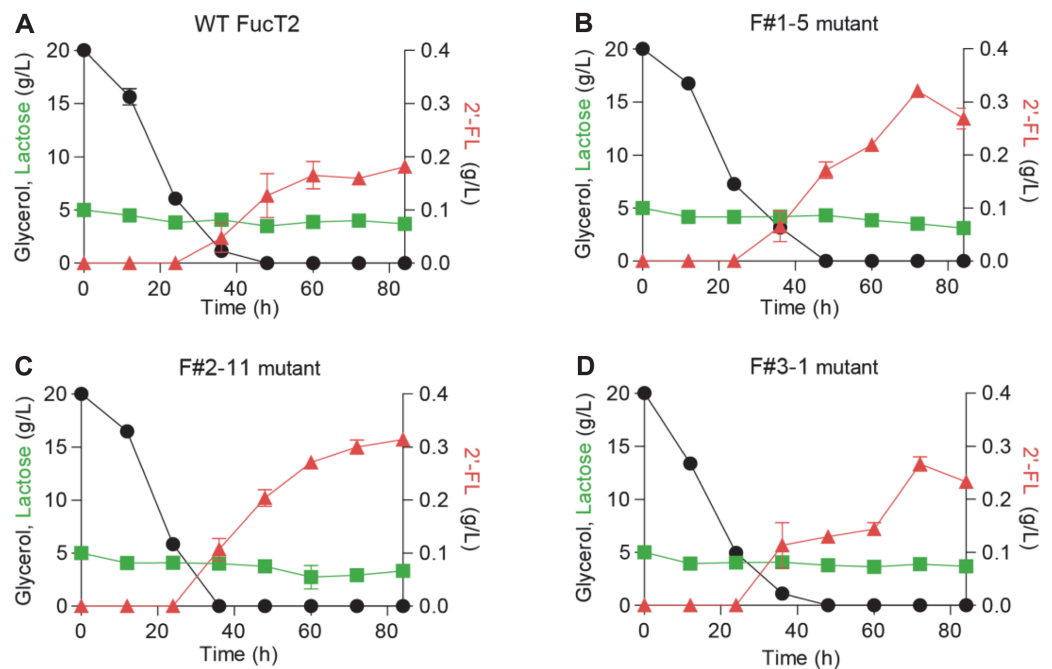 A
WT FucT2
Glycerol, Lactose (g/L)
20
15
10
5
0
0.4
0.3
0.2
0.1
0.0
2'-FL (g/L)
0 20 40 60 80
Time (h)
B
F#1-5 mutant
Glycerol, Lactose (g/L)
20
15
10
5
0
0.4
0.3
0.2
0.1
0.0
2'-FL (g/L)
0 20 40 60 80
Time (h)
C
F#2-11 mutant
Glycerol, Lactose (g/L)
20
15
10
5
0
0.4
0.3
0.2
0.1
0.0
2'-FL (g/L)
0 20 40 60 80
Time (h)
D
F#3-1 mutant
Glycerol, Lactose (g/L)
20
15
10
5
0
0.4
0.3
0.2
0.1
0.0
2'-FL (g/L)
0 20 40 60 80
Time (h)